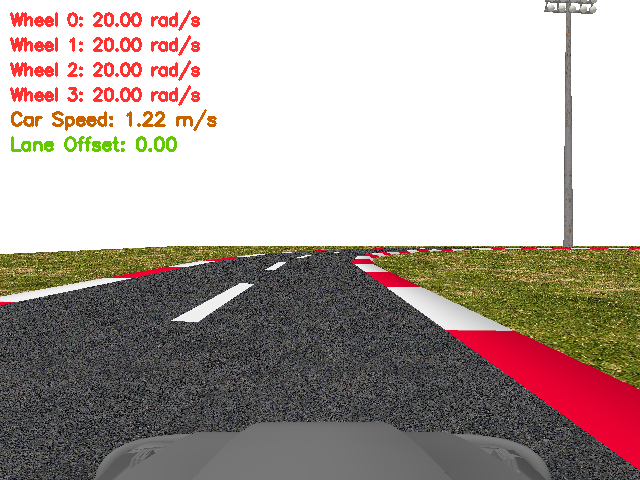 Wheel 0: 20.00 rad/s
Wheel 1: 20.00 rad/s
Wheel 2: 20.00 rad/s
Wheel 3: 20.00 rad/s
Car Speed: 1.22 m/s
Lane Offset: 0.00